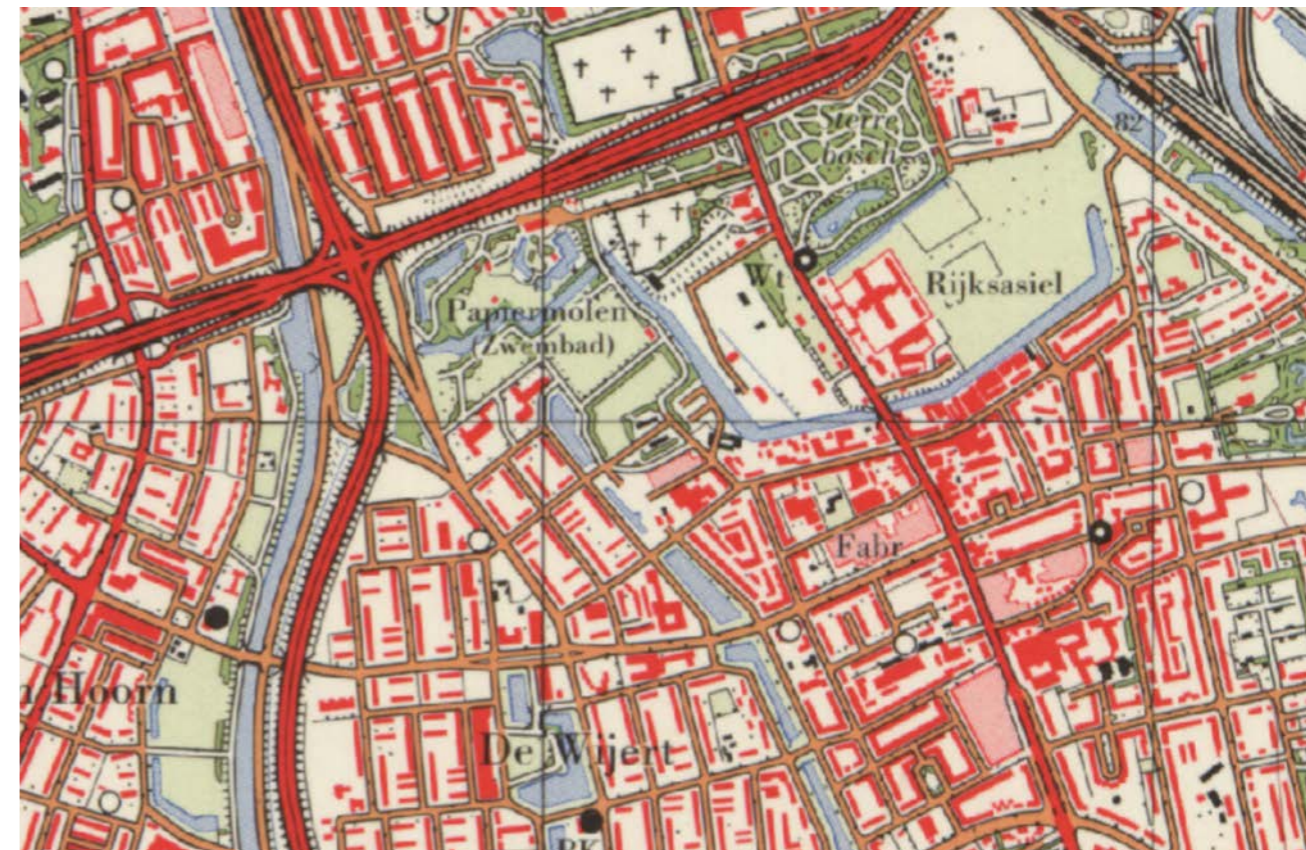 Sterre
bosch
82
Rijksasiel
Wt
Papiermolen
(Zwembad)
Fabr.
n/Hoorn
De Wijert
RK